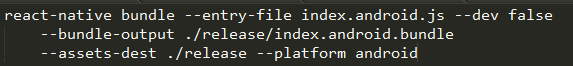 react-native bundle --entry-file index.android.js --dev false
--bundle-output ./release/index.android.bundle
--assets-dest ./release --platform android